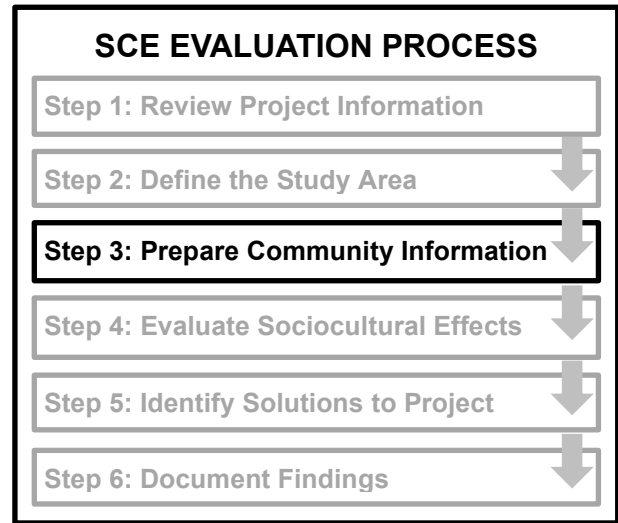 SCE EVALUATION PROCESS
Step 1: Review Project Information
Step 2: Define the Study Area
Step 3: Prepare Community Information
Step 4: Evaluate Sociocultural Effects
Step 5: Identify Solutions to Project
Step 6: Document Findings